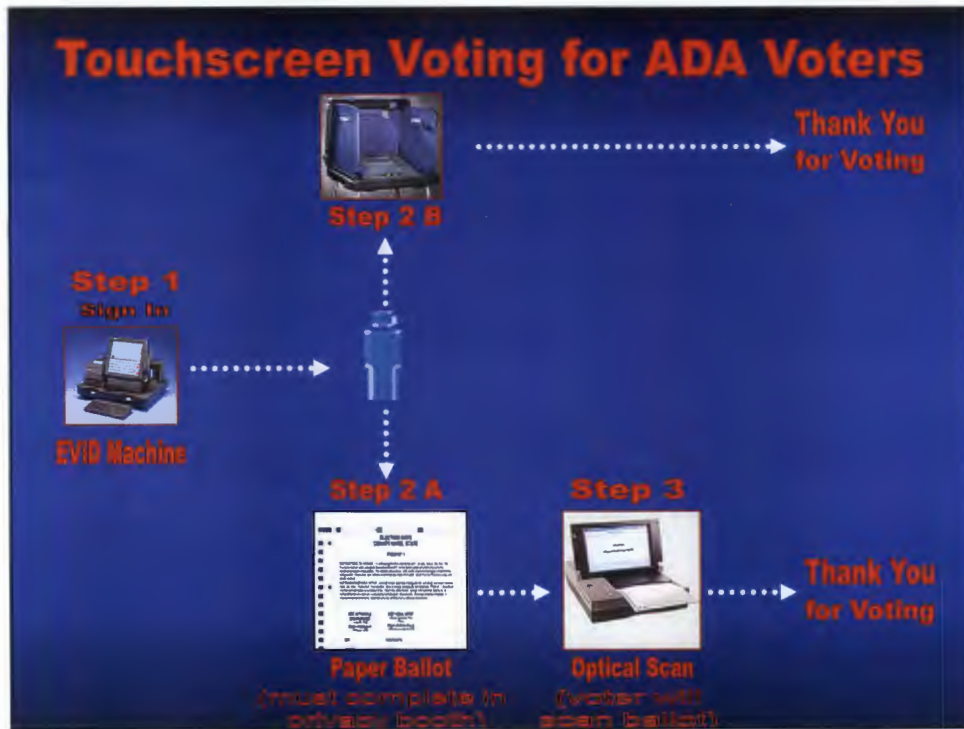 Touchscreen Voting for ADA Voters
Thank You
for Voting
Step 2 B
Step 1
Sign In
EViD Machine
Step 2 A
Step 3
Thank You
for Voting
Paper Ballot
(must complete in
privacy booth)
Optical Scan
(voter will
scan ballot)